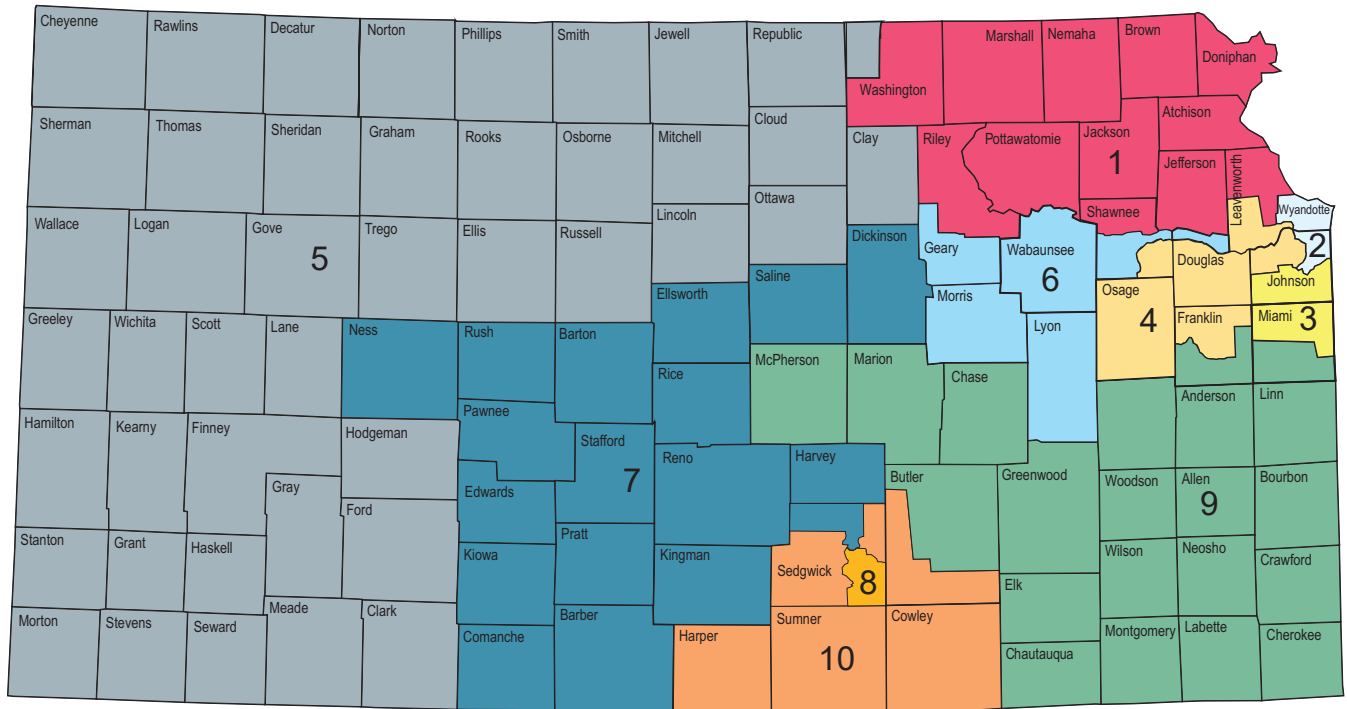 Cheyenne Rawlins Decatur Norton Phillips Smith Jewell Republic Washington Marshall Nemaha Brown Doniphan
Sherman Thomas Sheridan Graham Rooks Osborne Mitchell Cloud Clay Riley Pottawatomie Jackson Atchison
1
Jefferson Leavenworth
Wallace Logan Gove Trego Ellis Russell Lincoln Ottawa Shawnee Wyandotte
5
Dickinson Geary Wabaunsee Douglas 2
6
Ellsworth Saline Morris Osage Johnson
Greeley Wichita Scott Lane Ness Rush Barton Lyon 4 Franklin Miami 3
Rice McPherson Marion Chase
Hamilton Kearny Finney Hodgeman Pawnee Stafford Reno Harvey Butler Greenwood Anderson Linn
7
Gray Ford Edwards Woodson Allen Bourbon
9
Stanton Grant Haskell Kiowa Pratt Kingman Sedgwick 8 Elk Wilson Neosho Crawford
Morton Stevens Seward Meade Clark Comanche Barber Harper Sumner Cowley Chautauqua Montgomery Labette Cherokee
10